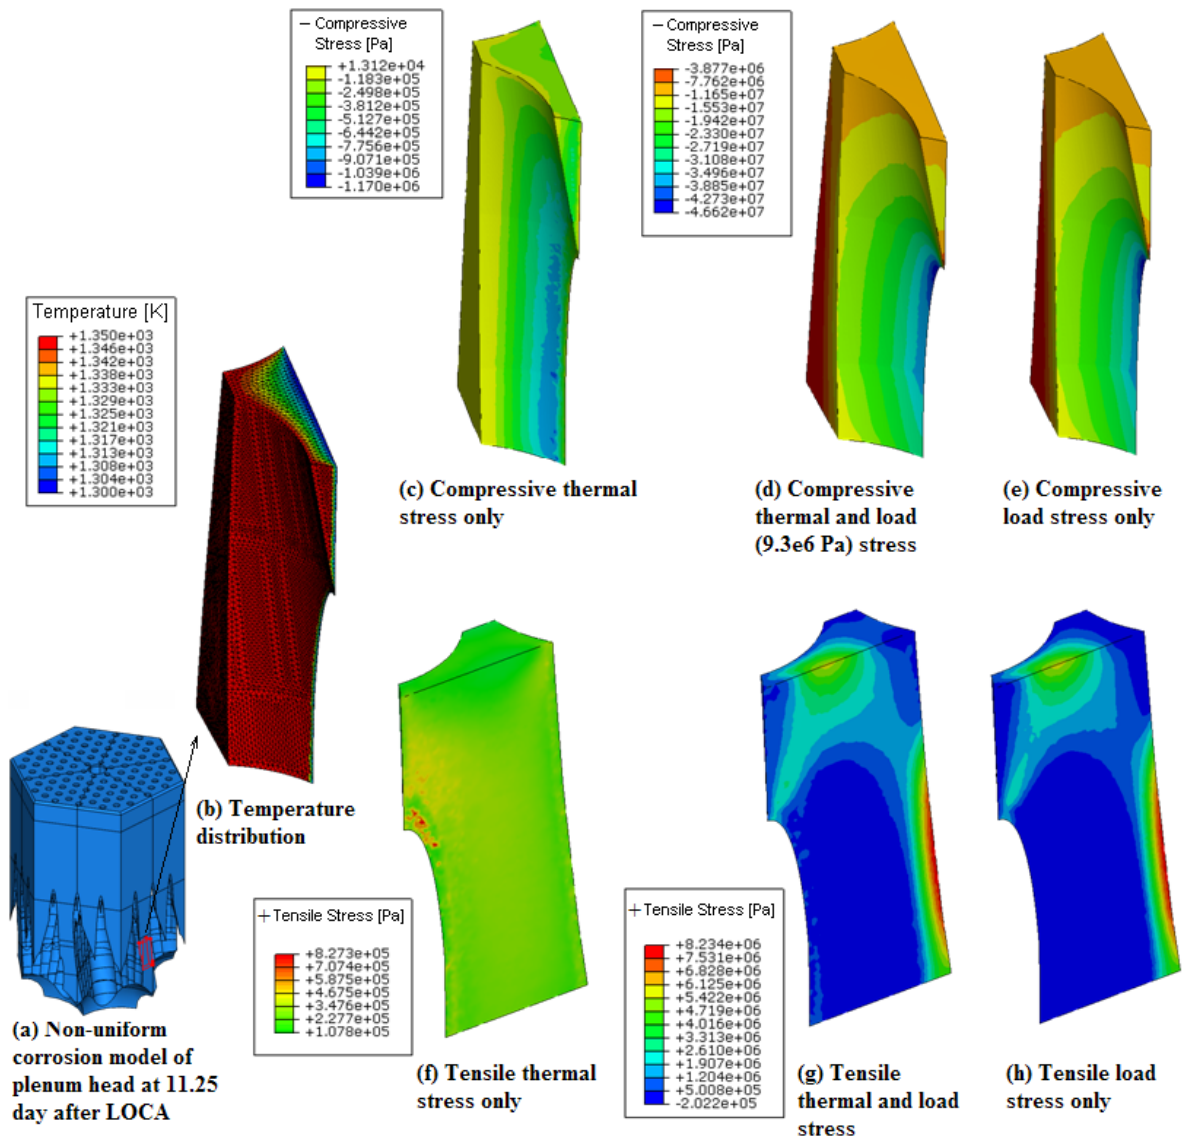 − Compressive
Stress [Pa]
+1.312e+04
-1.183e+05
-2.498e+05
-3.812e+05
-5.127e+05
-6.442e+05
-7.756e+05
-9.071e+05
-1.039e+06
-1.170e+06
− Compressive
Stress [Pa]
-3.877e+06
-7.762e+06
-1.165e+07
-1.553e+07
-1.942e+07
-2.330e+07
-2.719e+07
-3.108e+07
-3.496e+07
-3.885e+07
-4.273e+07
-4.662e+07
Temperature [K]
+1.350e+03
+1.346e+03
+1.342e+03
+1.338e+03
+1.333e+03
+1.329e+03
+1.325e+03
+1.321e+03
+1.317e+03
+1.313e+03
+1.308e+03
+1.304e+03
+1.300e+03
(c) Compressive thermal
stress only
(d) Compressive
thermal and load
(9.3e6 Pa) stress
(e) Compressive
load stress only
(b) Temperature
distribution
(a) Non-uniform
corrosion model of
plenum head at 11.25
day after LOCA
+ Tensile Stress [Pa]
+8.273e+05
+7.074e+05
+5.875e+05
+4.675e+05
+3.476e+05
+2.277e+05
+1.078e+05
(f) Tensile thermal
stress only
+ Tensile Stress [Pa]
+8.234e+06
+7.531e+06
+6.828e+06
+6.125e+06
+5.422e+06
+4.719e+06
+4.016e+06
+3.313e+06
+2.610e+06
+1.907e+06
+1.204e+06
+5.008e+05
-2.022e+05
(g) Tensile
thermal and load
stress
(h) Tensile load
stress only